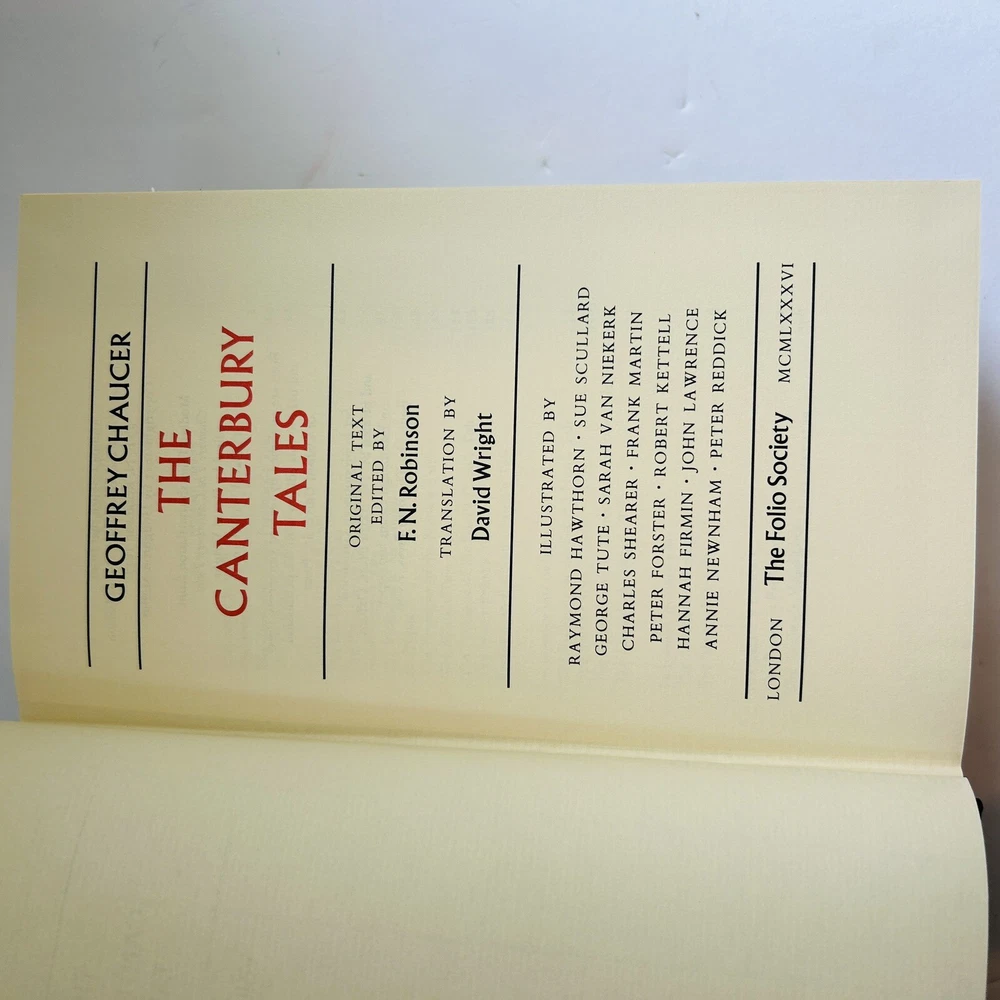 GEOFFREY CHAUCER
THE
CANTERBURY
TALES
ORIGINAL TEXT
EDITED BY
F. N. Robinson
TRANSLATION BY
David Wright
ILLUSTRATED BY
RAYMOND HAWTHORN · SUE SCULLARD
GEORGE TUTE · SARAH VAN NIEKERK
CHARLES SHEARER · FRANK MARTIN
PETER FORSTER · ROBERT KETTELL
HANNAH FIRMIN · JOHN LAWRENCE
ANNIE NEWNHAM · PETER REDDICK
LONDON The Folio Society MCMLXXXVI